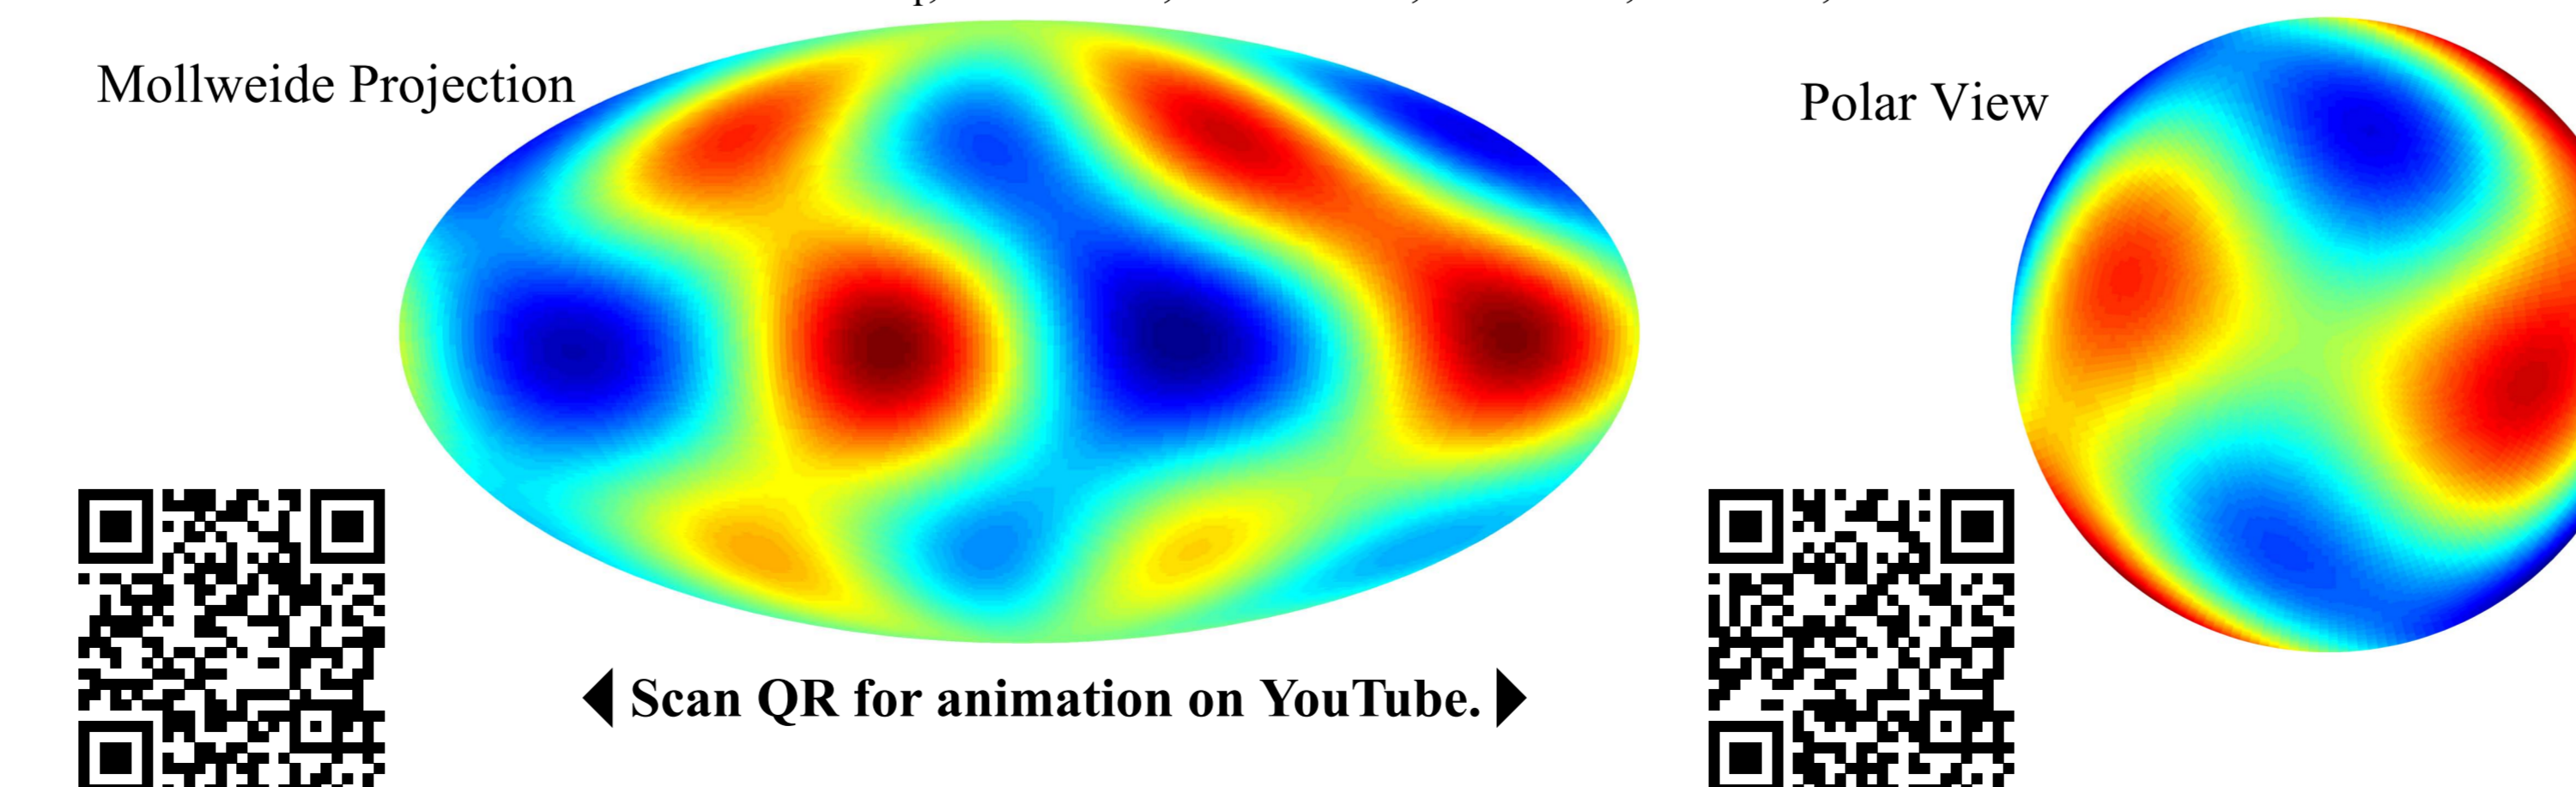 Mollweide Projection
Polar View
Scan QR for animation on YouTube.